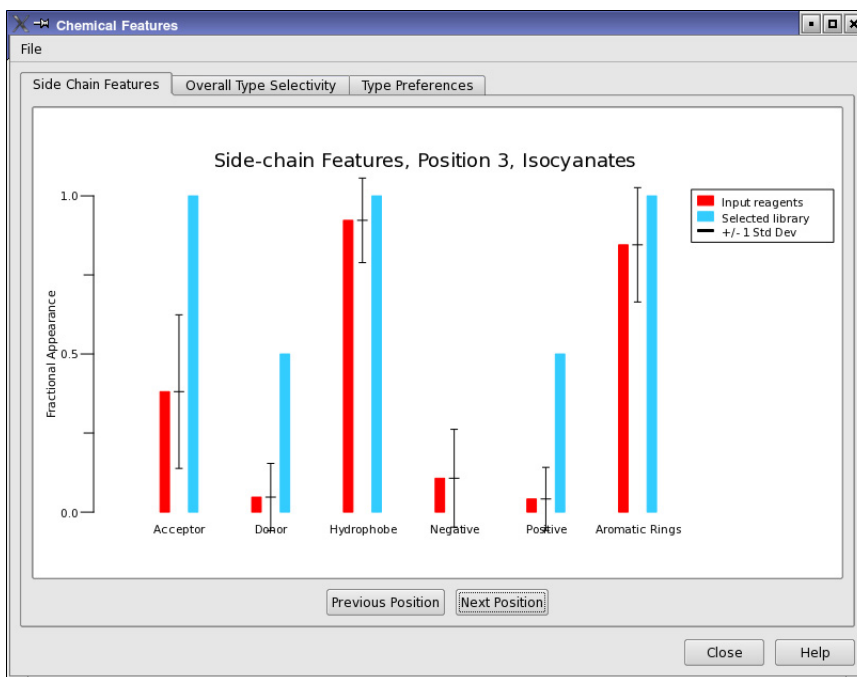 Chemical Features
File
Side Chain Features Overall Type Selectivity Type Preferences
Side-chain Features, Position 3, Isocyanates
1.0
0.5
0.0
Fractional Appearance
Input reagents
Selected library
+/- 1 Std Dev
Acceptor Donor Hydrophobe Negative Positive Aromatic Rings
Previous Position Next Position
Close Help